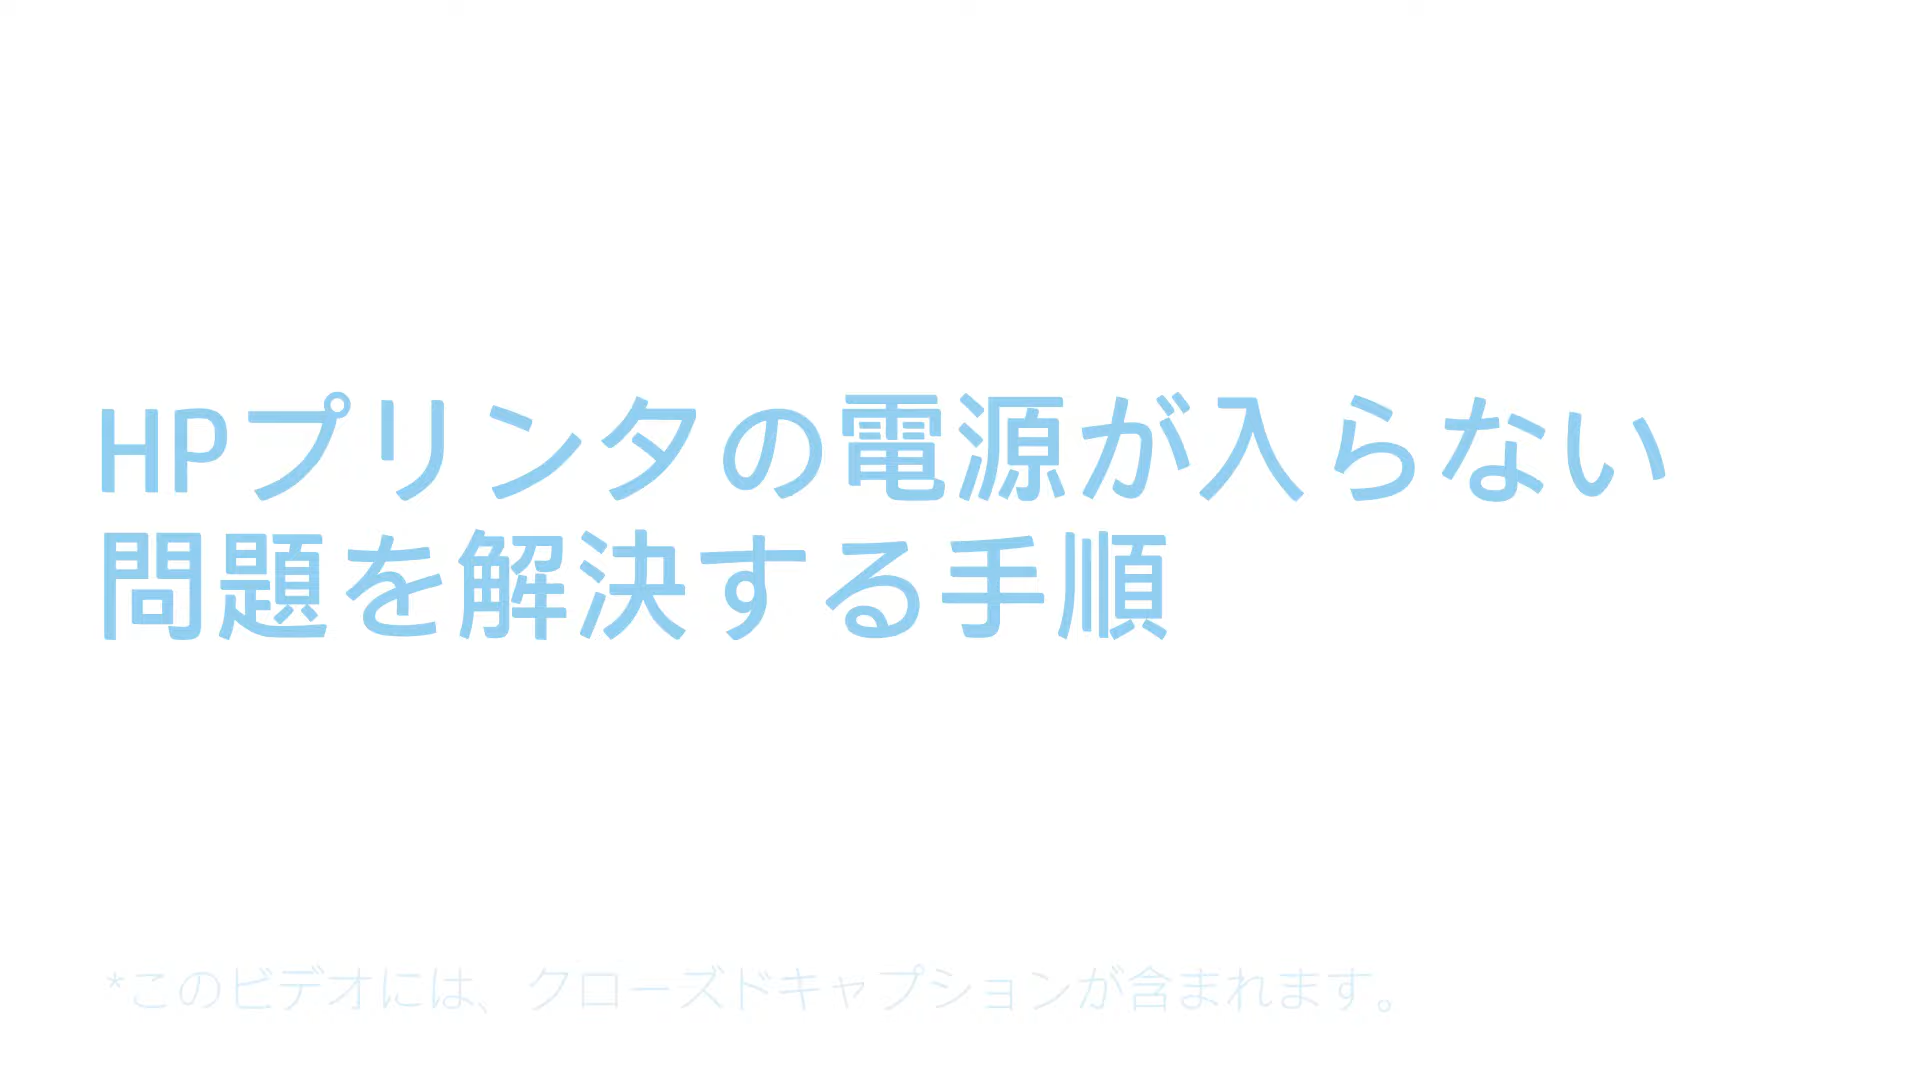 HPプリンタの電源が入らない
問題を解決する手順
*このビデオには、クローズドキャプションが含まれます。